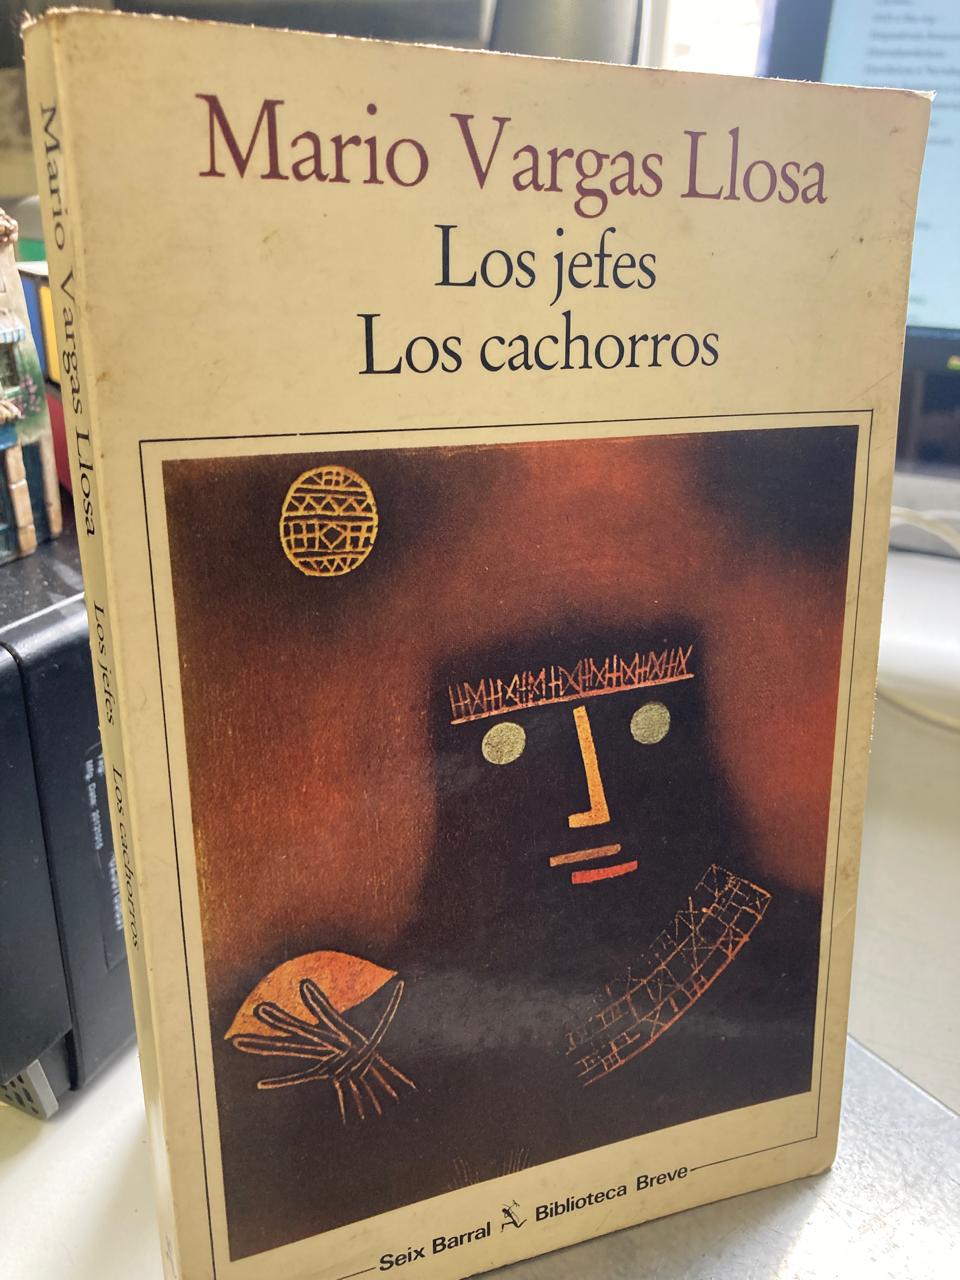 Mario Vargas Llosa
Los jefes
Los cachorros
Seix Barral Biblioteca Breve
Mario Vargas Llosa Los jefes Los cachorros